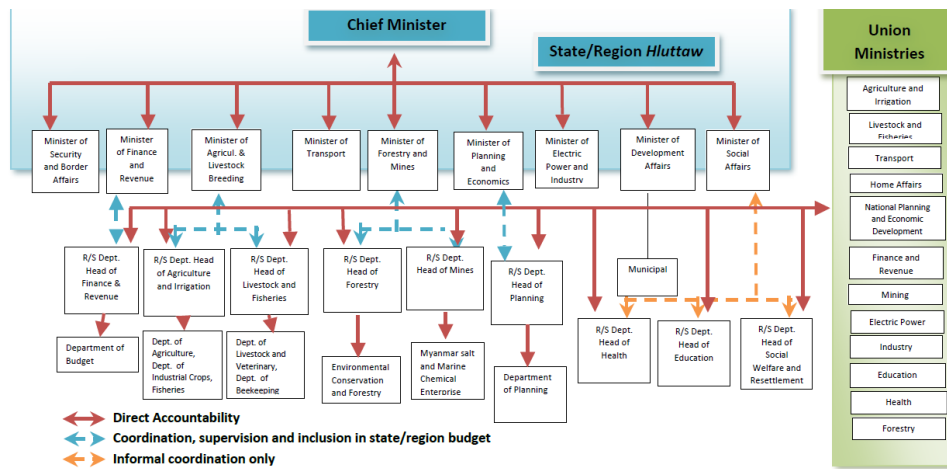 Chief Minister
State/Region Hluttaw
Union
Ministries
Minister of
Security
and Border
Affairs
Minister
of Finance
and
Revenue
Minister of
Agricul. &
Livestock
Breeding
Minister of
Transport
Minister of
Forestry and
Mines
Minister of
Planning
and
Economics
Minister of
Electric
Power and
Industry
Minister of
Development
Affairs
Minister of
Social
Affairs
Agriculture and
Irrigation
Livestock and
Fisheries
Transport
Home Affairs
National Planning
and Economic
Development
Finance and
Revenue
Mining
Electric Power
Industry
Education
Health
Forestry
R/S Dept.
Head of
Finance &
Revenue
R/S Dept. Head
of Agriculture
and Irrigation
R/S Dept.
Head of
Livestock and
Fisheries
R/S Dept.
Head of
Forestry
R/S Dept.
Head of Mines
R/S Dept.
Head of
Planning
Municipal
R/S Dept.
Head of
Health
R/S Dept.
Head of
Education
R/S Dept.
Head of
Social
Welfare and
Resettlement
Department of
Budget
Dept. of
Agriculture,
Dept. of
Industrial Crops,
Fisheries
Dept. of
Livestock and
Veterinary,
Dept. of
Beekeeping
Environmental
Conservation
and Forestry
Myanmar salt
and Marine
Chemical
Enterprise
Department
of Planning
Direct Accountability
Coordination, supervision and inclusion in state/region budget
Informal coordination only